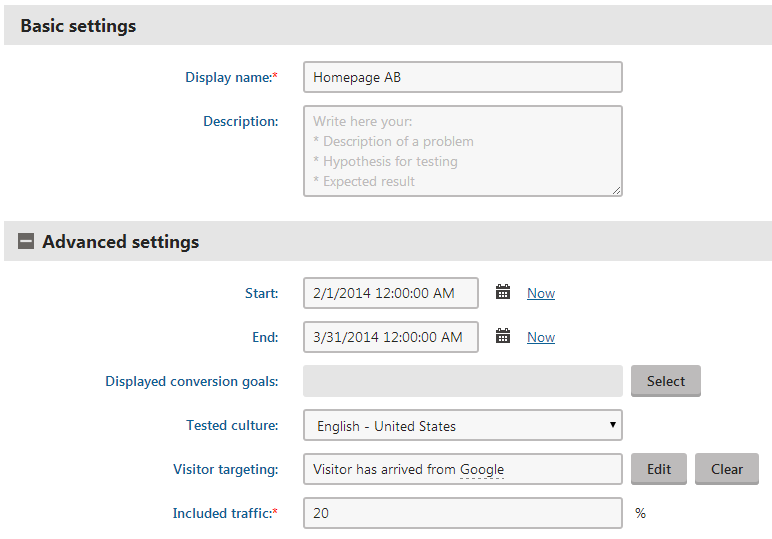 Basic settings
Display name:* Homepage AB
Description: Write here your:
* Description of a problem
* Hypothesis for testing
* Expected result
Advanced settings
Start: 2/1/2014 12:00:00 AM Now
End: 3/31/2014 12:00:00 AM Now
Displayed conversion goals: Select
Tested culture: English - United States
Visitor targeting: Visitor has arrived from Google Edit Clear
Included traffic:* 20 %